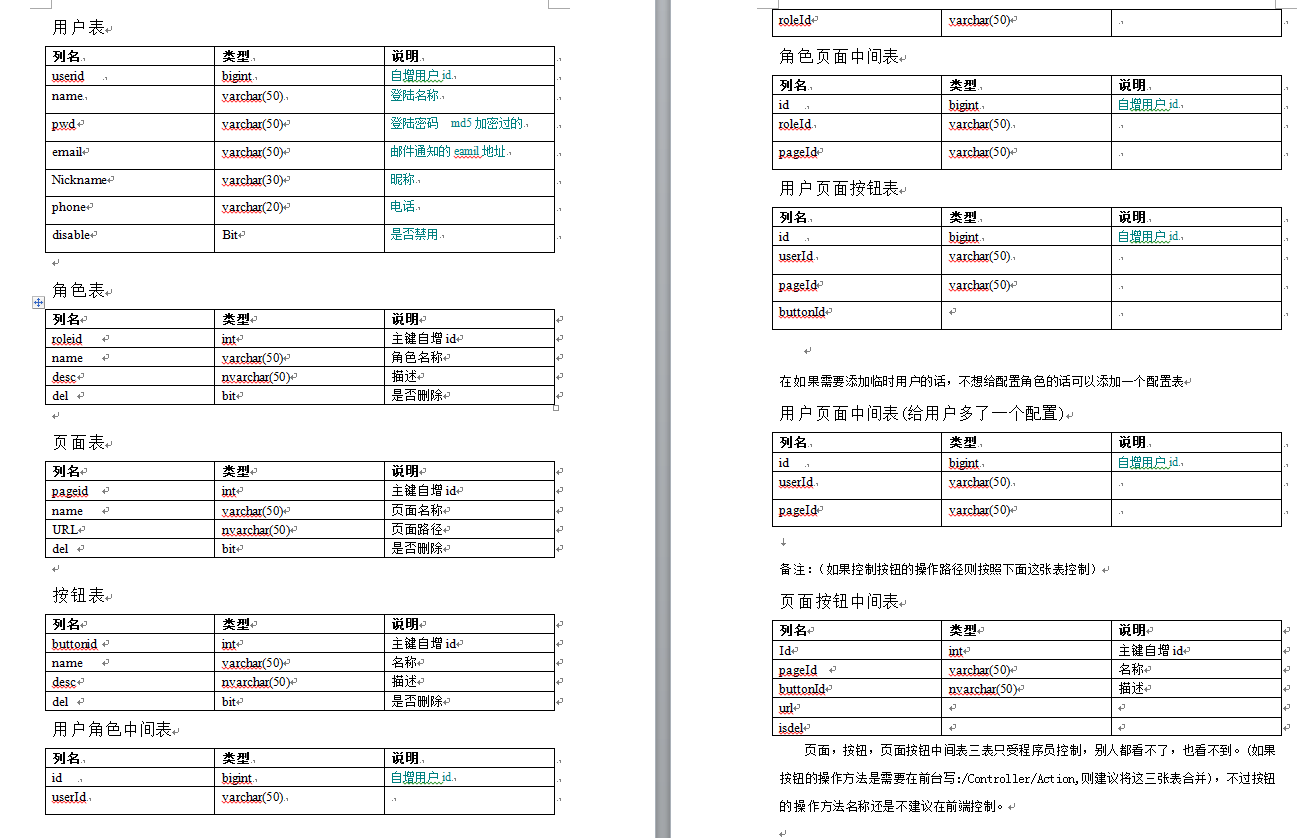 用户表
列名 类型 说明
userid bigint 自增用户 id
name varchar(50) 登陆名称
pwd varchar(50) 登陆密码 md5 加密过的
email varchar(50) 邮件通知的 eamil 地址
Nickname varchar(30) 昵称
phone varchar(20) 电话
disable Bit 是否禁用
角色表
列名 类型 说明
roleid int 主键自增 id
name varchar(50) 角色名称
desc nvarchar(50) 描述
del bit 是否删除
页面表
列名 类型 说明
pageid int 主键自增 id
name varchar(50) 页面名称
URL nvarchar(50) 页面路径
del bit 是否删除
按钮表
列名 类型 说明
buttonid int 主键自增 id
name varchar(50) 名称
desc nvarchar(50) 描述
del bit 是否删除
用户角色中间表
列名 类型 说明
id bigint 自增用户 id
userId varchar(50)
roleId varchar(50)
角色页面中间表
列名 类型 说明
id bigint 自增用户 id
roleId varchar(50)
pageId varchar(50)
用户页面按钮表
列名 类型 说明
id bigint 自增用户 id
userId varchar(50)
pageId varchar(50)
buttonId
在如果需要添加临时用户的话，不想给配置角色的话可以添加一个配置表
用户页面中间表(给用户多了一个配置)
列名 类型 说明
id bigint 自增用户 id
userId varchar(50)
pageId varchar(50)
备注：（如果控制按钮的操作路径则按照下面这张表控制）
页面按钮中间表
列名 类型 说明
Id int 主键自增 id
pageId varchar(50) 名称
buttonId nvarchar(50) 描述
url
isdel
页面，按钮，页面按钮中间表三表只受程序员控制，别人都看不了，也看不到。(如果
按钮的操作方法是需要在前台写:/Controller/Action,则建议将这三张表合并)，不过按钮
的操作方法名称还是不建议在前端控制。